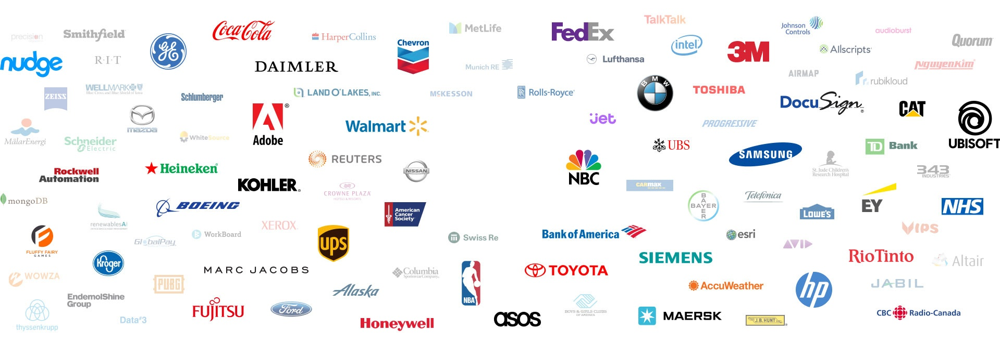 precision
Smithfield
GE
Coca-Cola
HarperCollins
MetLife
FedEx
TalkTalk
Johnson
Controls
audioburst
Quorum
nudge
R·I·T
DAIMLER
Chevron
Munich RE
Lufthansa
intel
3M
Allscripts
AIRMAP
NguyenKim
rubikloud
ZEISS
WELLMARK
Blue Cross and Blue Shield of Iowa
Schlumberger
LAND O'LAKES, INC.
MCKESSON
Rolls-Royce
BMW
TOSHIBA
DocuSign
CAT
UBISOFT
mazda
Adobe
Walmart
jet
PROGRESSIVE
MälarEnergi
Schneider
Electric
WhiteSource
REUTERS
UBS
SAMSUNG
TD Bank
Rockwell
Automation
Heineken
KOHLER
NISSAN
NBC
St. Jude Children's
Research Hospital
343
INDUSTRIES
mongoDB
renewablesAI
BOEING
CROWNE PLAZA
HOTELS & RESORTS
American
Cancer
Society
carmax
BAYER
BAYER
Telefónica
LOWE'S
EY
NHS
FLUFFY FAIRY
GAMES
GlobalPay
WorkBoard
XEROX
ups
Swiss Re
Bank of America
esri
AVID
VIPS
Kroger
MARC JACOBS
Columbia
Sportswear Company
NBA
TOYOTA
SIEMENS
RioTinto
Altair
WOWZA
PUBG
Alaska
AccuWeather
hp
JABIL
EndemolShine
Group
thyssenkrupp
Data#3
FUJITSU
Ford
Honeywell
asos
BOYS & GIRLS CLUBS
OF AMERICA
MAERSK
J.B. HUNT
CBC Radio-Canada